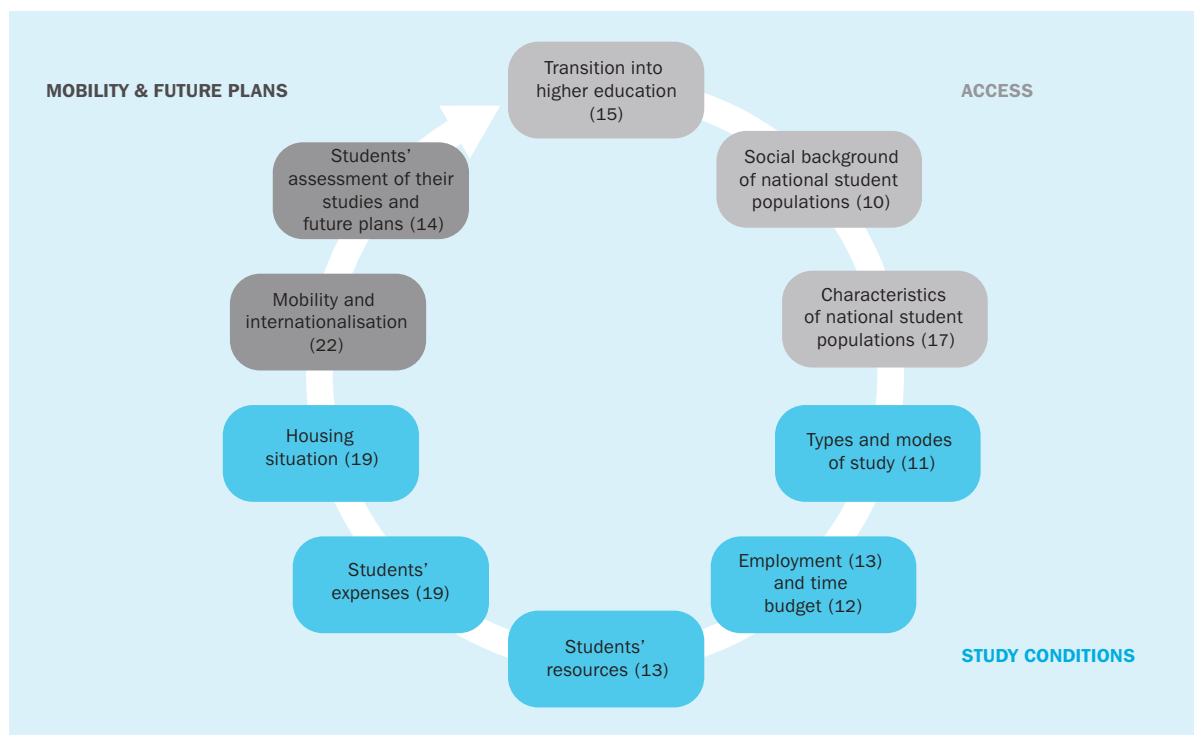 MOBILITY & FUTURE PLANS
ACCESS
Transition into
higher education
(15)
Social background
of national student
populations (10)
Characteristics
of national student
populations (17)
Types and modes
of study (11)
Employment (13)
and time
budget (12)
STUDY CONDITIONS
Students’
resources (13)
Students’
expenses (19)
Housing
situation (19)
Mobility and
internationalisation
(22)
Students’
assessment of their
studies and
future plans (14)